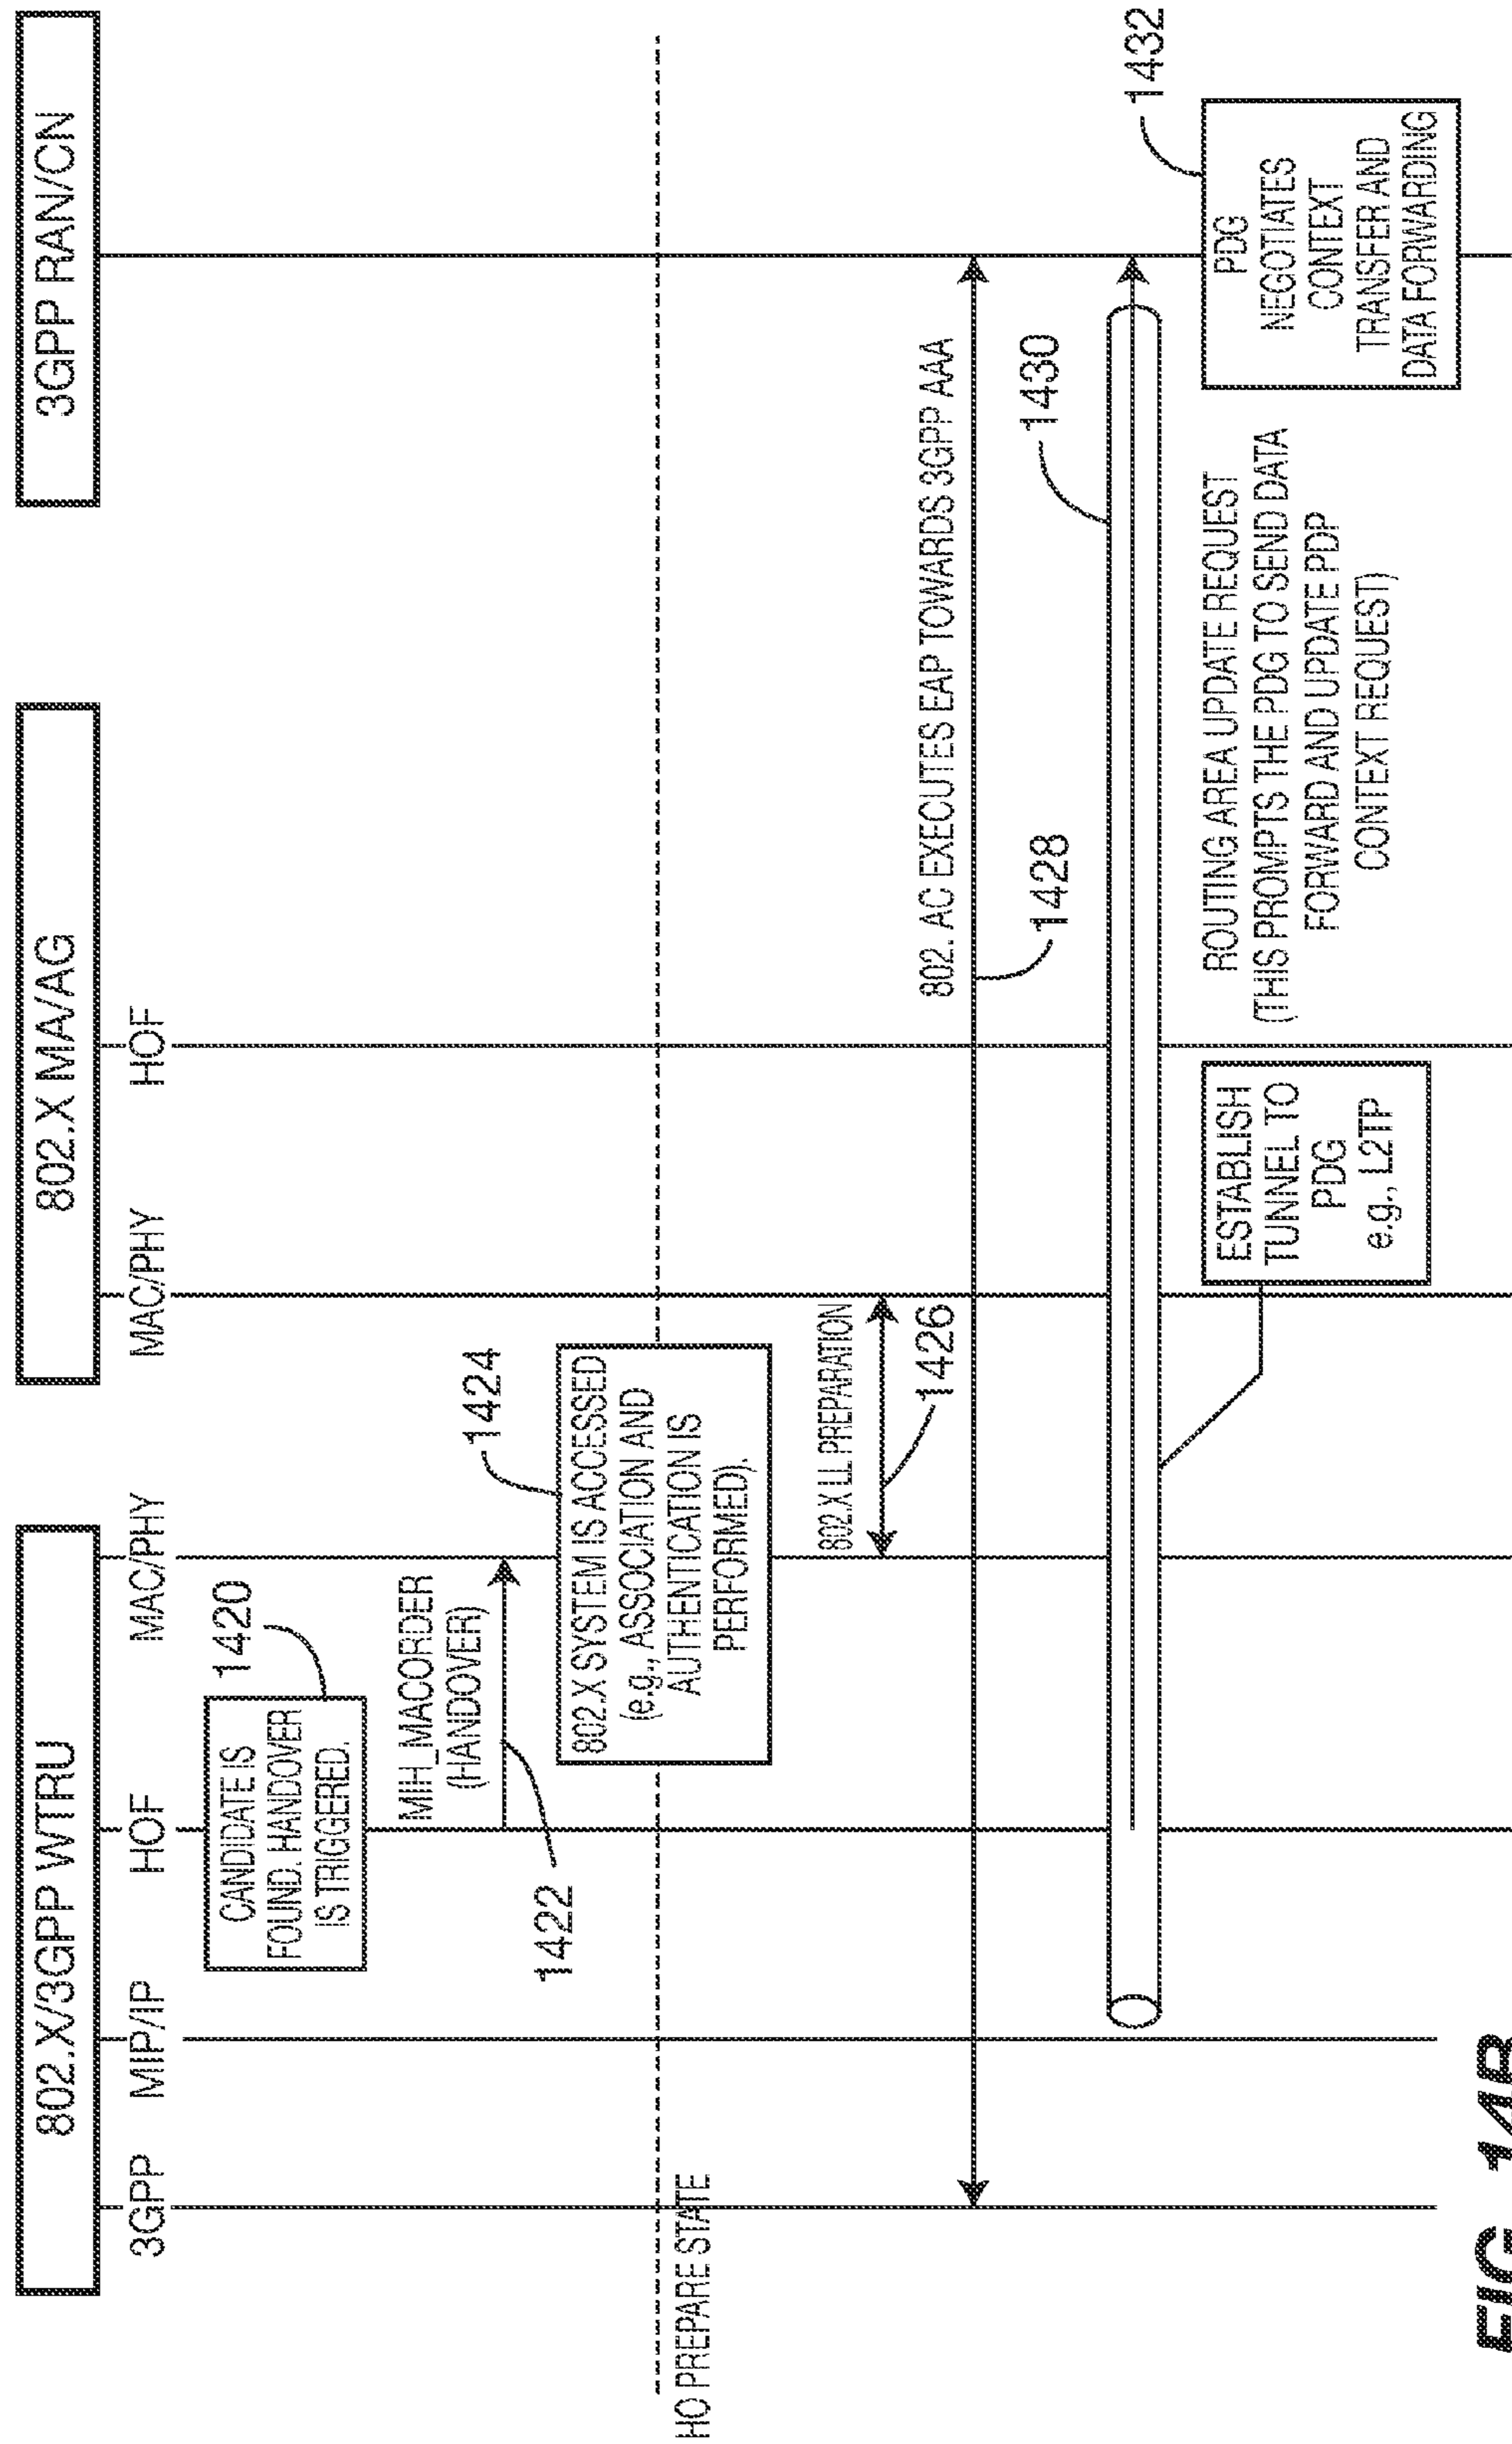 802.X/3GPP WTRU
802.X MA/AG
3GPP RAN/CN
3GPP
MIP/IP
HOF
MAC/PHY
MAC/PHY
HOF
CANDIDATE IS
FOUND. HANDOVER
IS TRIGGERED.
1420
MIH_MACORDER
(HANDOVER)
1422
1424
802.X SYSTEM IS ACCESSED
(e.g., ASSOCIATION AND
AUTHENTICATION IS
PERFORMED).
HO PREPARE STATE
802.X LL PREPARATION
1426
802. AC EXECUTES EAP TOWARDS 3GPP AAA
1428
1430
1432
ESTABLISH
TUNNEL TO
PDG
e.g., L2TP
ROUTING AREA UPDATE REQUEST
(THIS PROMPTS THE PDG TO SEND DATA
FORWARD AND UPDATE PDP
CONTEXT REQUEST)
PDG
NEGOTIATES
CONTEXT
TRANSFER AND
DATA FORWARDING
FIG. 14B